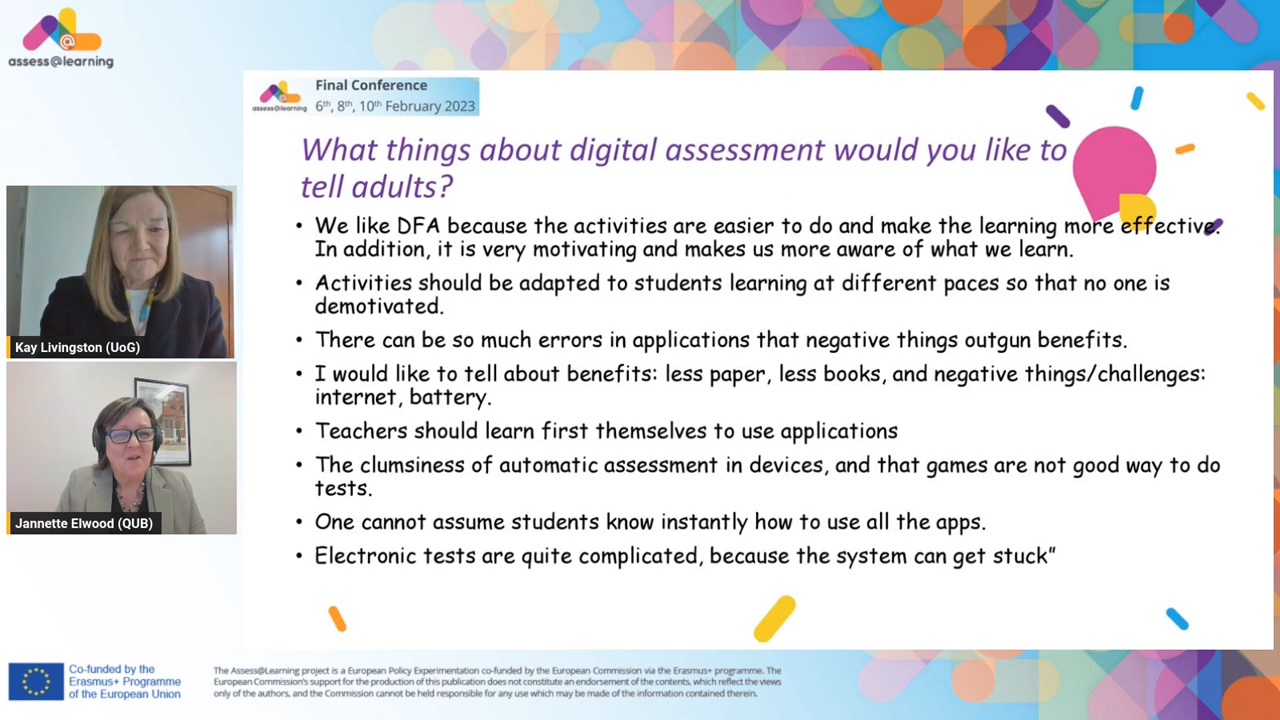 assess@learning
assess@learning
Final Conference
6th, 8th, 10th February 2023
What things about digital assessment would you like to
tell adults?
• We like DFA because the activities are easier to do and make the learning more effective.
In addition, it is very motivating and makes us more aware of what we learn.
• Activities should be adapted to students learning at different paces so that no one is
demotivated.
• There can be so much errors in applications that negative things outgun benefits.
• I would like to tell about benefits: less paper, less books, and negative things/challenges:
internet, battery.
• Teachers should learn first themselves to use applications
• The clumsiness of automatic assessment in devices, and that games are not good way to do
tests.
• One cannot assume students know instantly how to use all the apps.
• Electronic tests are quite complicated, because the system can get stuck”
Kay Livingston (UoG)
Jannette Elwood (QUB)
Co-funded by the
Erasmus+ Programme
of the European Union
The Assess@Learning project is a European Policy Experimentation co-funded by the European Commission via the Erasmus+ programme. The
European Commission's support for the production of this publication does not constitute an endorsement of the contents, which reflect the views
only of the authors, and the Commission cannot be held responsible for any use which may be made of the information contained therein.